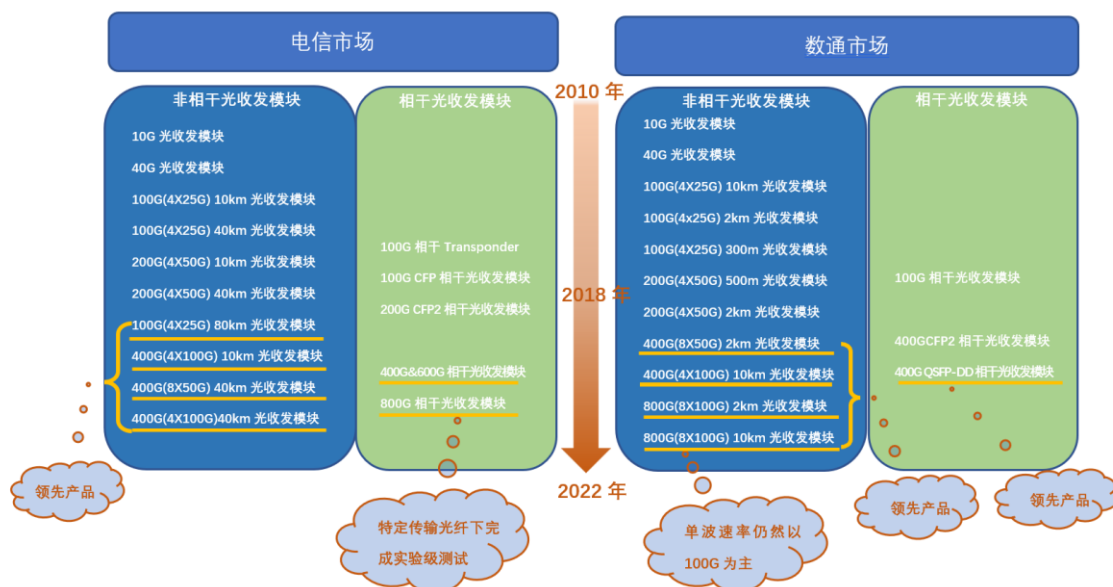 电信市场
数通市场
非相干光收发模块
10G 光收发模块
40G 光收发模块
100G(4X25G) 10km 光收发模块
100G(4X25G) 40km 光收发模块
200G(4X50G) 10km 光收发模块
200G(4X50G) 40km 光收发模块
100G(4X25G) 80km 光收发模块
400G(4X100G) 10km 光收发模块
400G(8X50G) 40km 光收发模块
400G(4X100G)40km 光收发模块
领先产品
相干光收发模块
100G 相干 Transponder
100G CFP 相干光收发模块
200G CFP2 相干光收发模块
400G&600G 相干光收发模块
800G 相干光收发模块
特定传输光纤下完
成实验级测试
2010 年
2018 年
2022 年
非相干光收发模块
10G 光收发模块
40G 光收发模块
100G(4X25G) 10km 光收发模块
100G(4x25G) 2km 光收发模块
100G(4X25G) 300m 光收发模块
200G(4X50G) 500m 光收发模块
200G(4X50G) 2km 光收发模块
400G(8X50G) 2km 光收发模块
400G(4X100G) 10km 光收发模块
800G(8X100G) 2km 光收发模块
800G(8X100G) 10km 光收发模块
单波速率仍然以
100G 为主
相干光收发模块
100G 相干光收发模块
400GCFP2 相干光收发模块
400G QSFP-DD 相干光收发模块
领先产品
领先产品